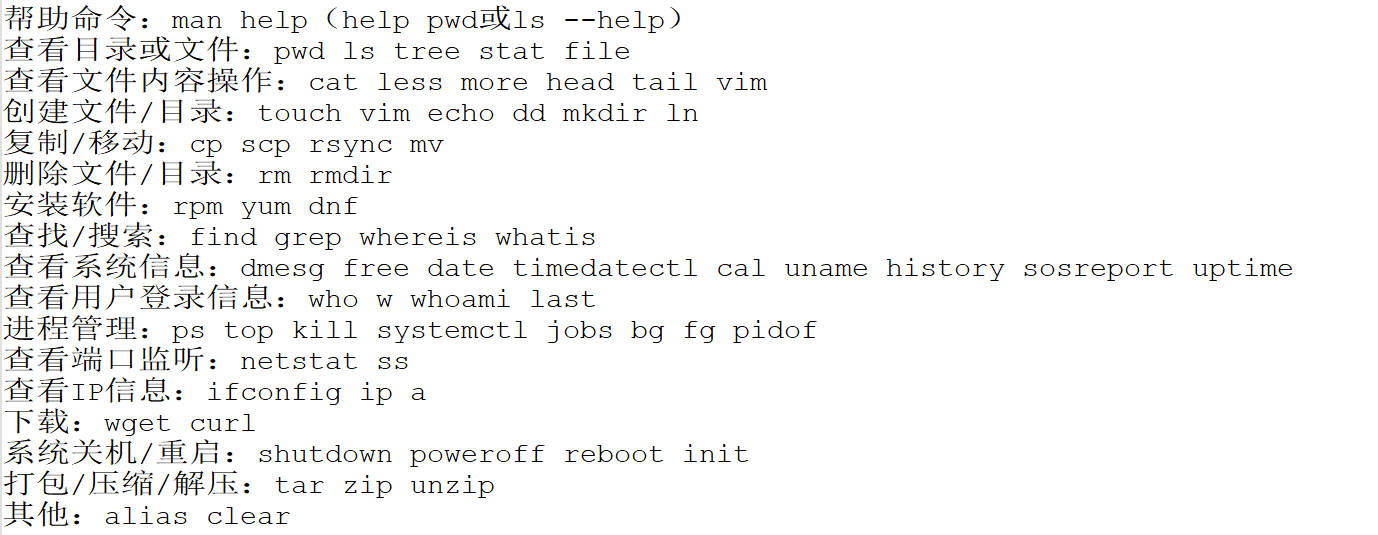 帮助命令：man help（help pwd或ls --help）
查看目录或文件：pwd ls tree stat file
查看文件内容操作：cat less more head tail vim
创建文件/目录：touch vim echo dd mkdir ln
复制/移动：cp scp rsync mv
删除文件/目录：rm rmdir
安装软件：rpm yum dnf
查找/搜索：find grep whereis whatis
查看系统信息：dmesg free date timedatectl cal uname history sosreport uptime
查看用户登录信息：who w whoami last
进程管理：ps top kill systemctl jobs bg fg pidof
查看端口监听：netstat ss
查看IP信息：ifconfig ip a
下载：wget curl
系统关机/重启：shutdown poweroff reboot init
打包/压缩/解压：tar zip unzip
其他：alias clear